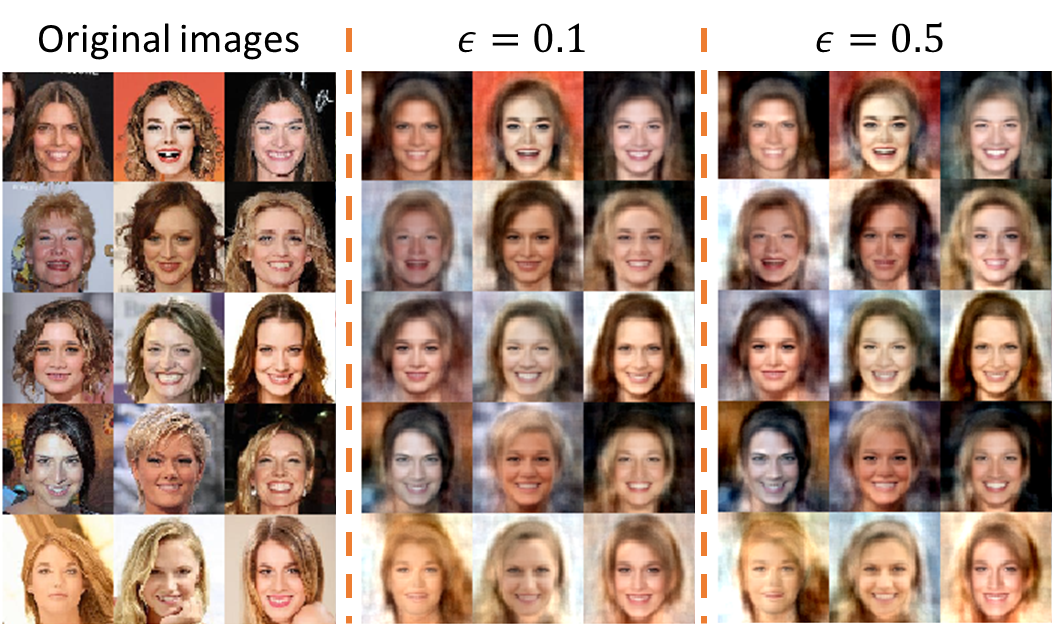 Original images
ϵ = 0.1
ϵ = 0.5